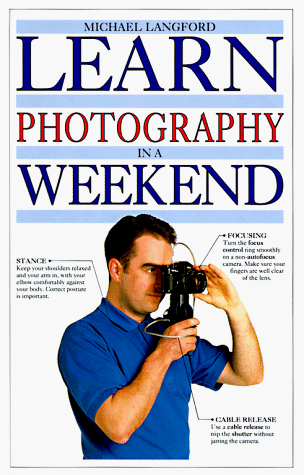 MICHAEL LANGFORD
LEARN
PHOTOGRAPHY
IN A
WEEKEND
• FOCUSING
Turn the focus
control ring smoothly
on a non-autofocus
camera. Make sure your
fingers are well clear
of the lens.
STANCE •
Keep your shoulders relaxed
and your arm in, with your
elbow comfortably against
your body. Correct posture
is important.
• CABLE RELEASE
Use a cable release to
trip the shutter without
jarring the camera.